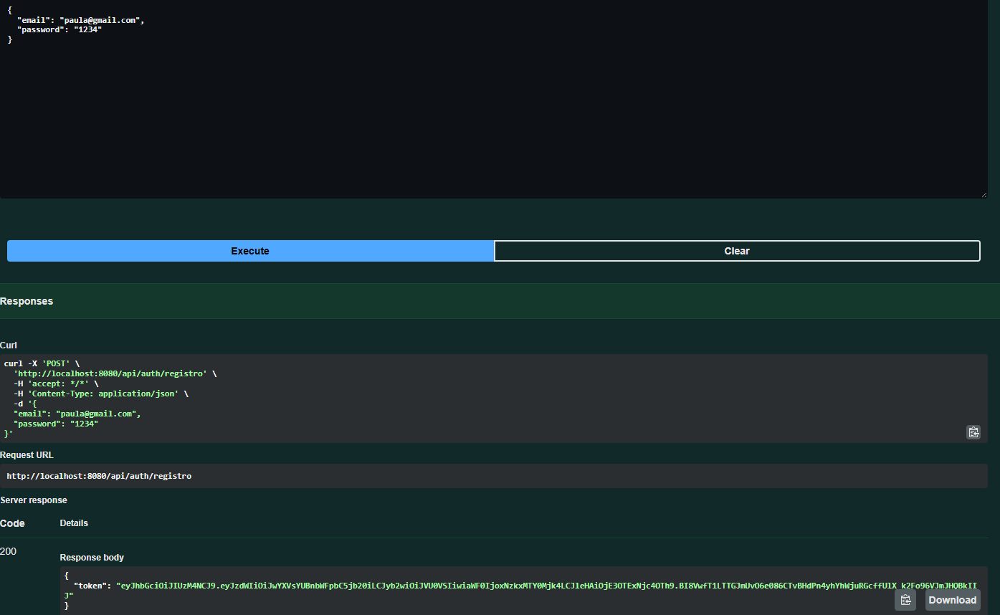 {
"email": "paula@gmail.com",
"password": "1234"
}
Execute
Clear
Responses
Curl
curl -X 'POST' \
'http://localhost:8080/api/auth/registro' \
-H 'accept: */*' \
-H 'Content-Type: application/json' \
-d '{
"email": "paula@gmail.com",
"password": "1234"
}'
Request URL
http://localhost:8080/api/auth/registro
Server response
Code Details
200
Response body
{
"token": "eyJhbGciOiJIUzM4NCJ9.eyJzdWIiOiJwYXVsYUBnbWFpbC5jb20iLCJyb2wiOiJVU0VSIiwiaWF0IjoxNzkxMTY0Mjk4LCJleHAiOjE3OTExNjc4OTh9.BI8VwfT1LTTGJmUvO6e086CTvBHdPn4yhYhWjuRGcffUlX_k2Fo96VJmJHQBkII
J"
}
Download